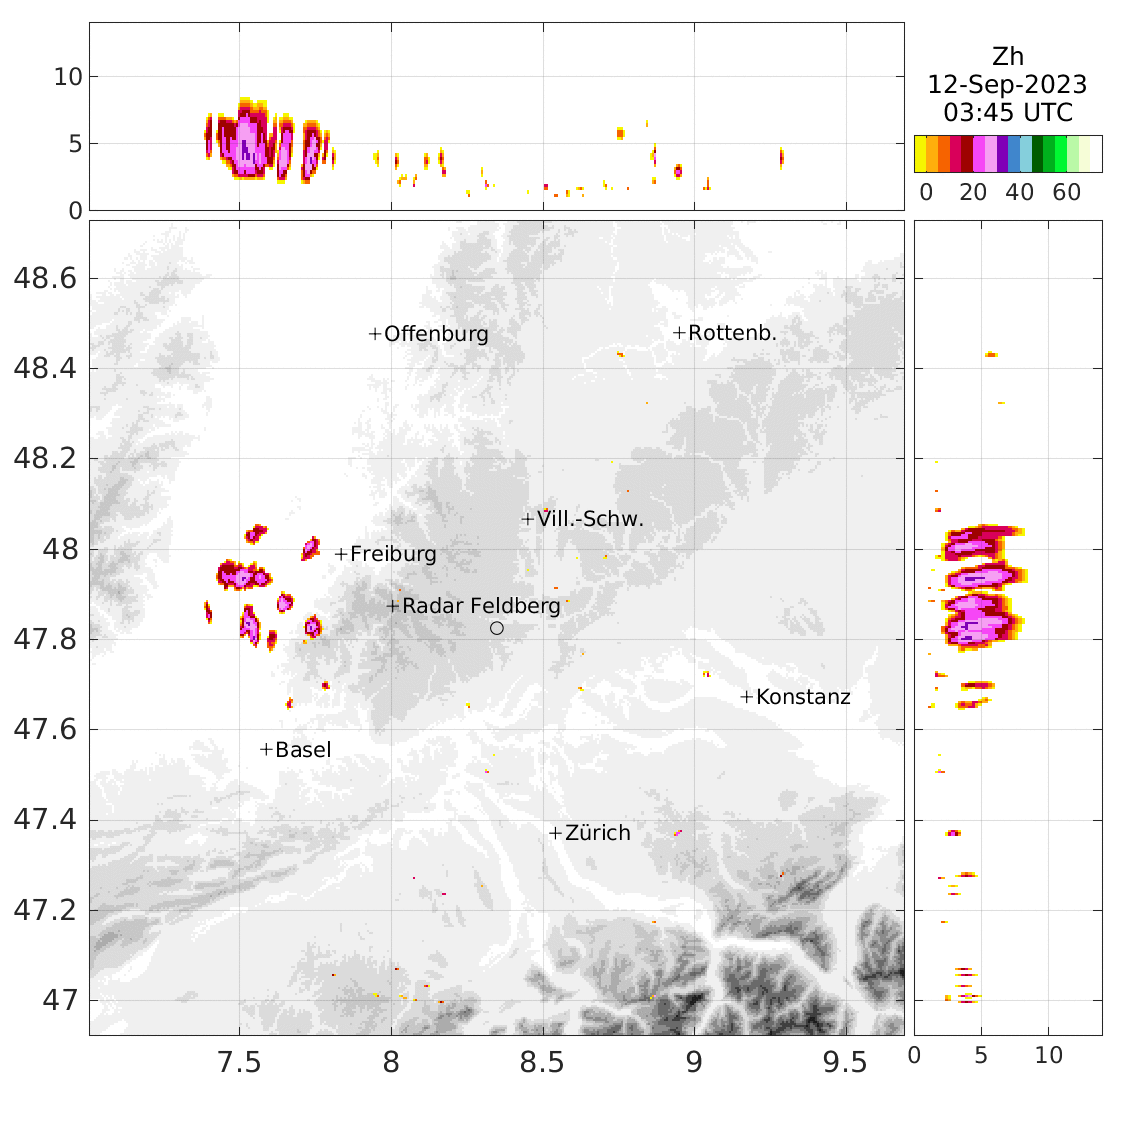 Zh
12-Sep-2023
03:45 UTC
0 20 40 60
10
5
0
48.6
48.4
48.2
48
47.8
47.6
47.4
47.2
47
+Offenburg
+Rottenb.
+Vill.-Schw.
+Freiburg
+Radar Feldberg
+Konstanz
+Basel
+Zürich
7.5 8 8.5 9 9.5
0 5 10